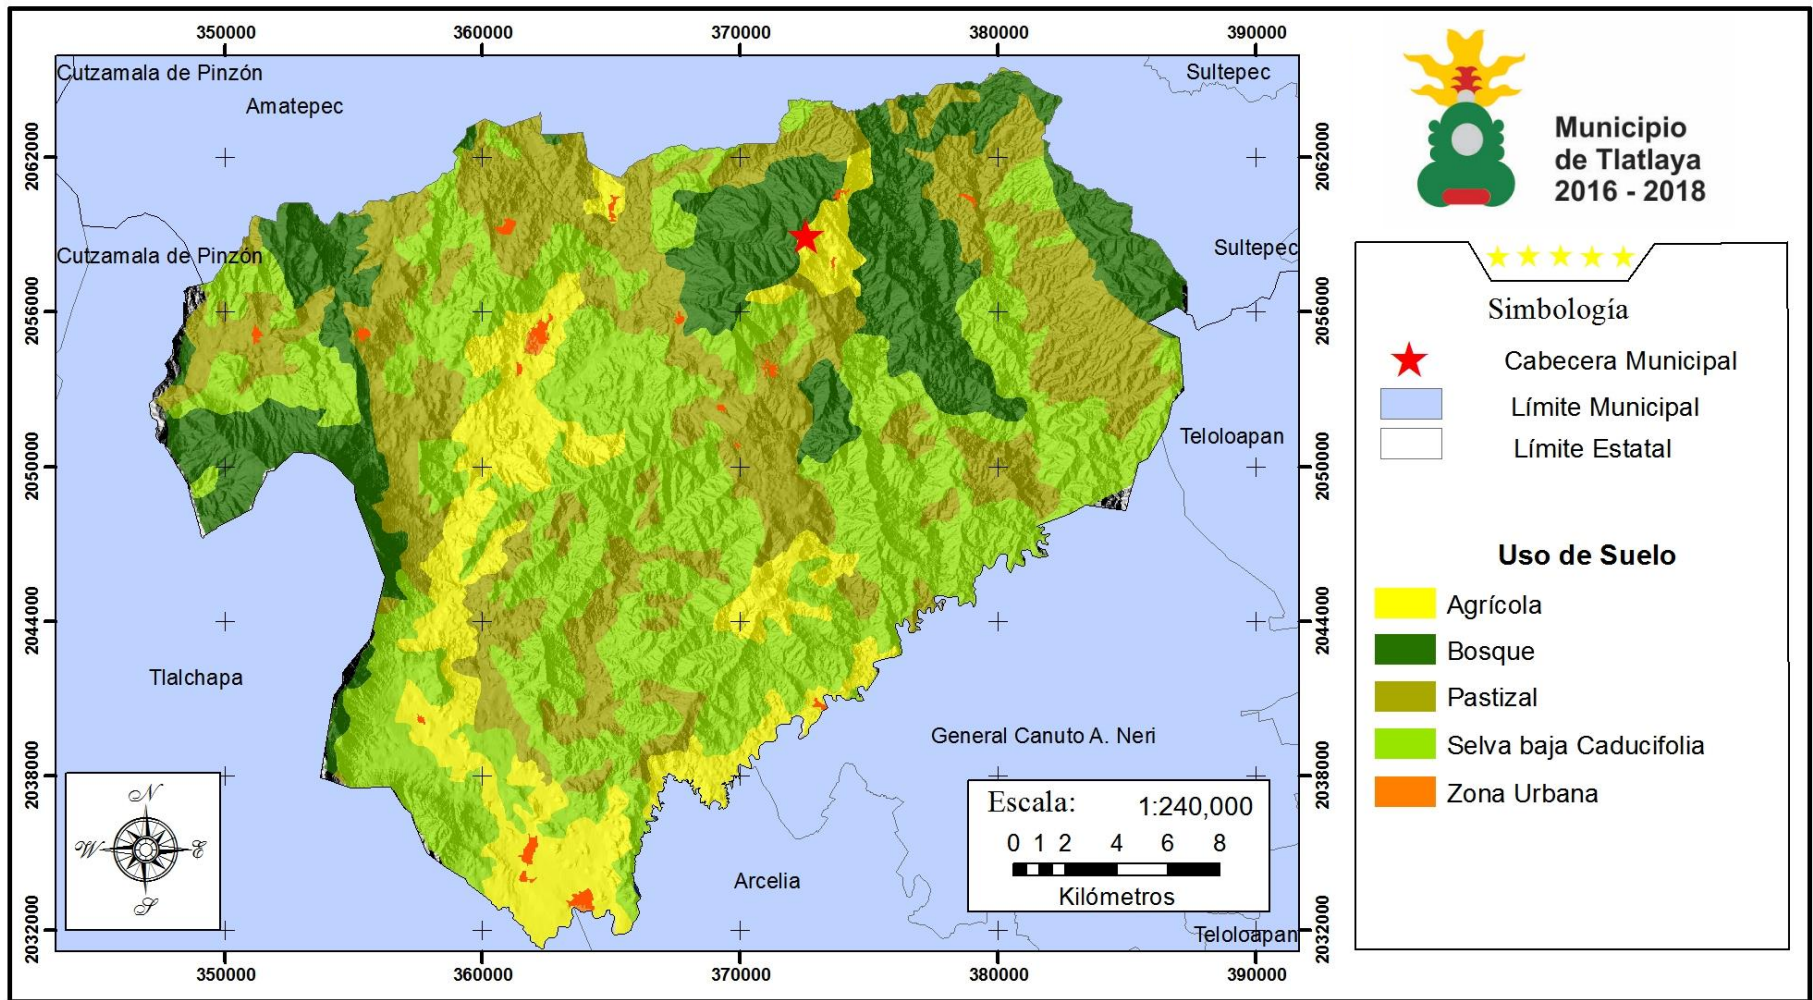 350000
360000
370000
380000
390000
Cutzamala de Pinzón
Amatepec
Sultepec
2062000
2062000
Cutzamala de Pinzón
Sultepec
2056000
2056000
Teloloapan
2050000
2050000
2044000
2044000
Tlalchapa
General Canuto A. Neri
2038000
2038000
N
W
E
S
Escala: 1:240,000
0 1 2 4 6 8
Kilómetros
Arcelia
2032000
2032000
Teloloapan
350000
360000
370000
380000
390000
Municipio
de Tlatlaya
2016 - 2018
Simbología
Cabecera Municipal
Límite Municipal
Límite Estatal
Uso de Suelo
Agrícola
Bosque
Pastizal
Selva baja Caducifolia
Zona Urbana